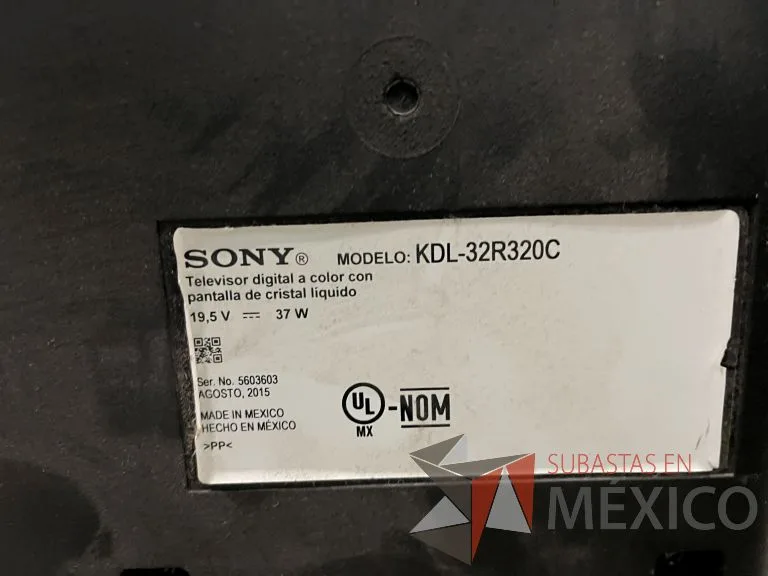 SONY® MODELO: KDL-32R320C
Televisor digital a color con
pantalla de cristal líquido
19,5 V ⎓ 37 W
Ser. No. 5603603
AGOSTO, 2015
MADE IN MEXICO
HECHO EN MÉXICO
>PP<
UL -NOM
MX
SUBASTAS EN
MÉXICO